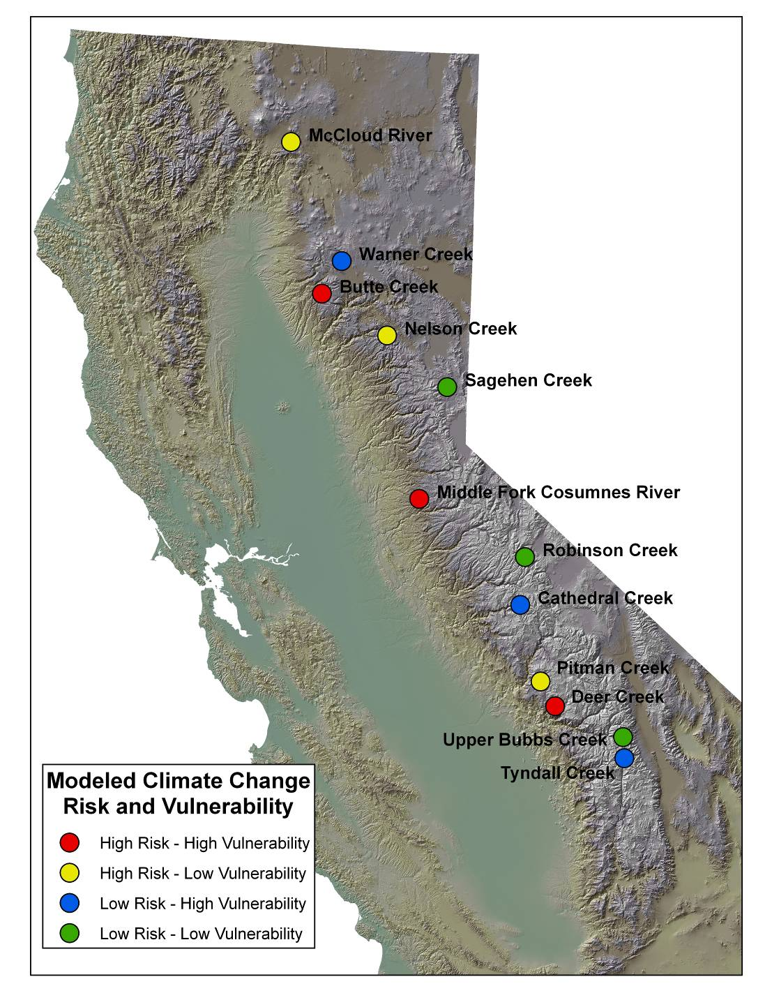 McCloud River
Warner Creek
Butte Creek
Nelson Creek
Sagehen Creek
Middle Fork Cosumnes River
Robinson Creek
Cathedral Creek
Pitman Creek
Deer Creek
Upper Bubbs Creek
Tyndall Creek
Modeled Climate Change
Risk and Vulnerability
High Risk - High Vulnerability
High Risk - Low Vulnerability
Low Risk - High Vulnerability
Low Risk - Low Vulnerability